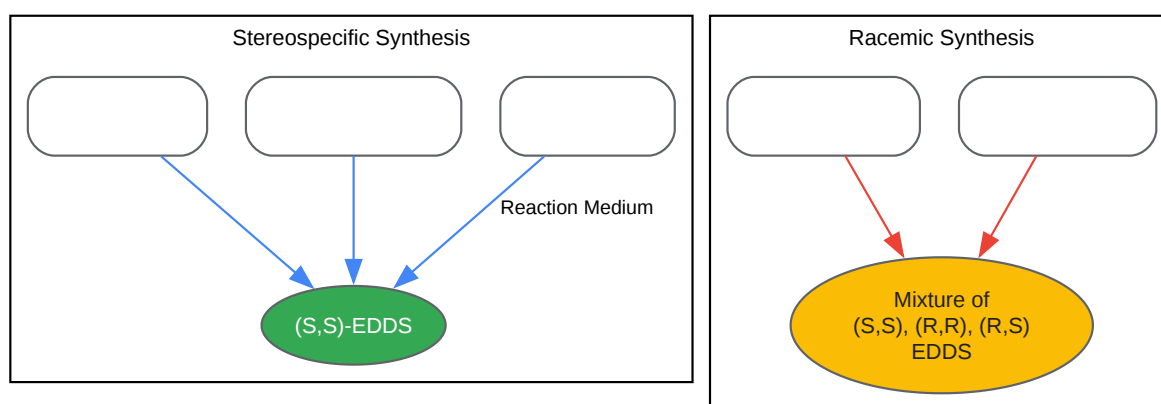 Stereospecific Synthesis
Reaction Medium
(S,S)-EDDS
Racemic Synthesis
Mixture of
(S,S), (R,R), (R,S)
EDDS